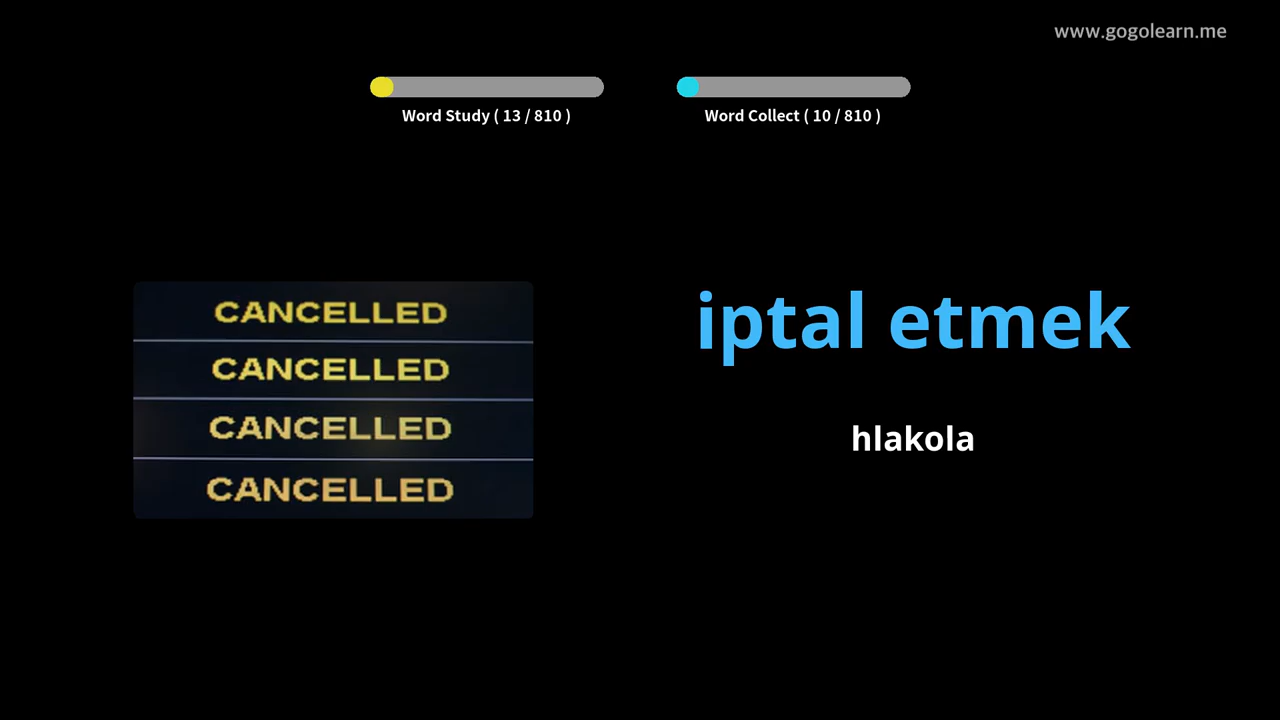 www.gogolearn.me
Word Study ( 13 / 810 )
Word Collect ( 10 / 810 )
CANCELLED
CANCELLED
CANCELLED
CANCELLED
iptal etmek
hlakola